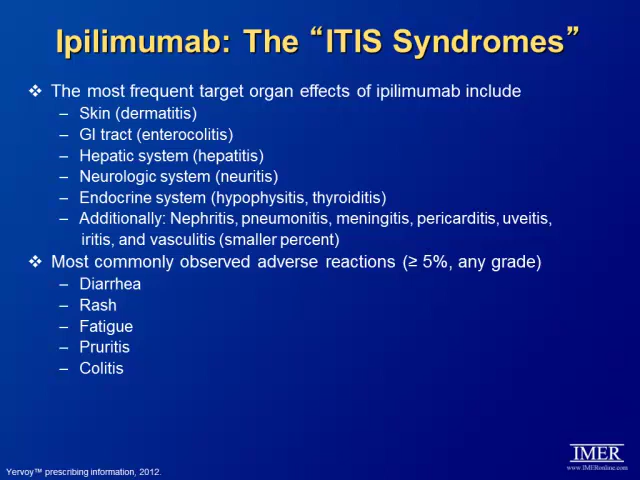 Ipilimumab: The “ITIS Syndromes”
❖ The most frequent target organ effects of ipilimumab include
– Skin (dermatitis)
– GI tract (enterocolitis)
– Hepatic system (hepatitis)
– Neurologic system (neuritis)
– Endocrine system (hypophysitis, thyroiditis)
– Additionally: Nephritis, pneumonitis, meningitis, pericarditis, uveitis,
iritis, and vasculitis (smaller percent)
❖ Most commonly observed adverse reactions (≥ 5%, any grade)
– Diarrhea
– Rash
– Fatigue
– Pruritis
– Colitis
IMER
www.IMERonline.com
Yervoy™ prescribing information, 2012.